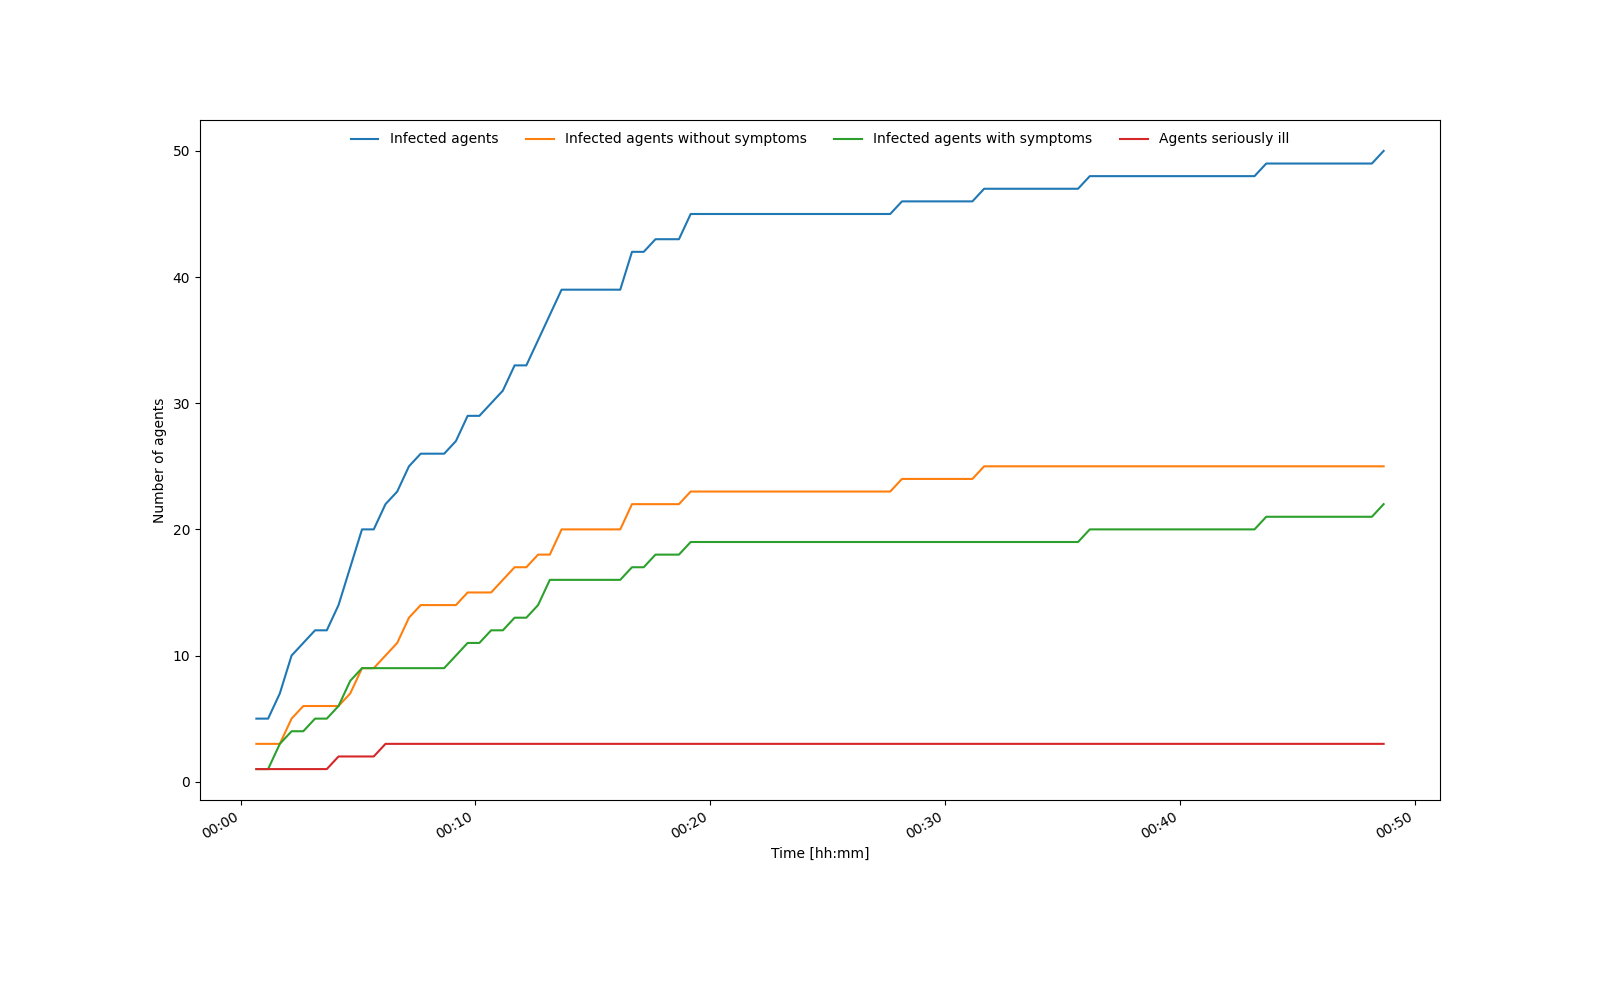 Infected agents Infected agents without symptoms Infected agents with symptoms Agents seriously ill
50
40
30
20
10
0
Number of agents
00:00 00:10 00:20 00:30 00:40 00:50
Time [hh:mm]